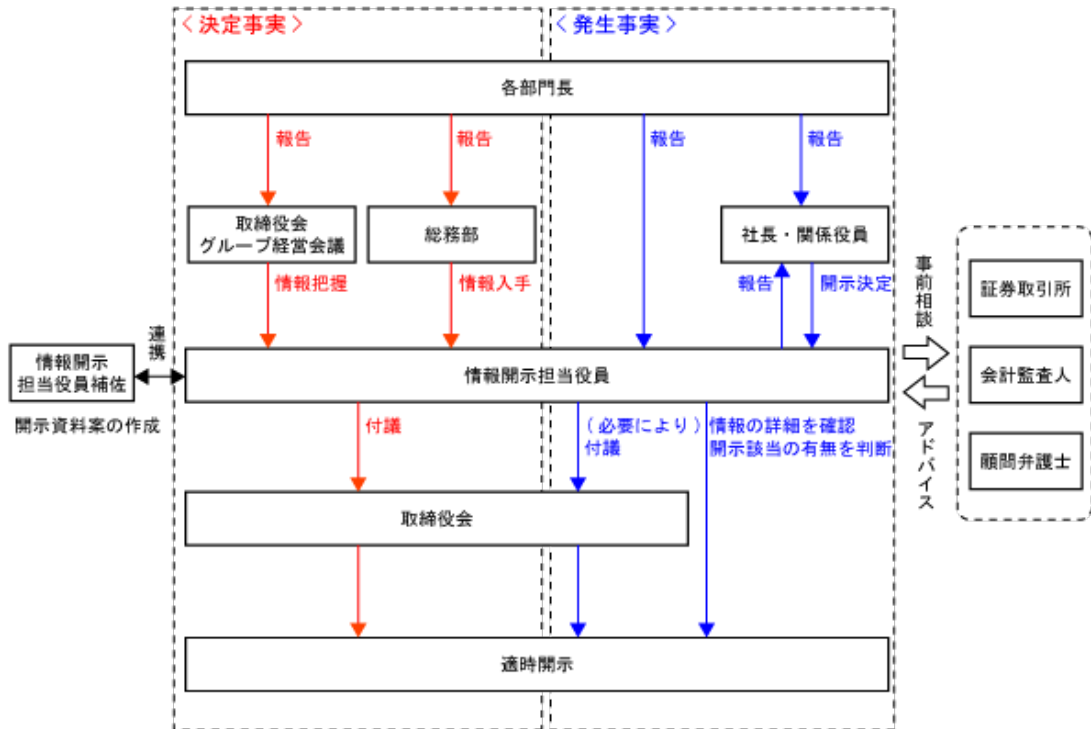 ＜決定事実＞
＜発生事実＞
各部門長
報告
報告
報告
報告
取締役会
グループ経営会議
総務部
社長・関係役員
情報把握
情報入手
報告
開示決定
事前相談
証券取引所
会計監査人
顧問弁護士
アドバイス
連携
情報開示
担当役員補佐
開示資料案の作成
情報開示担当役員
付議
(必要により)
付議
情報の詳細を確認
開示該当の有無を判断
取締役会
適時開示